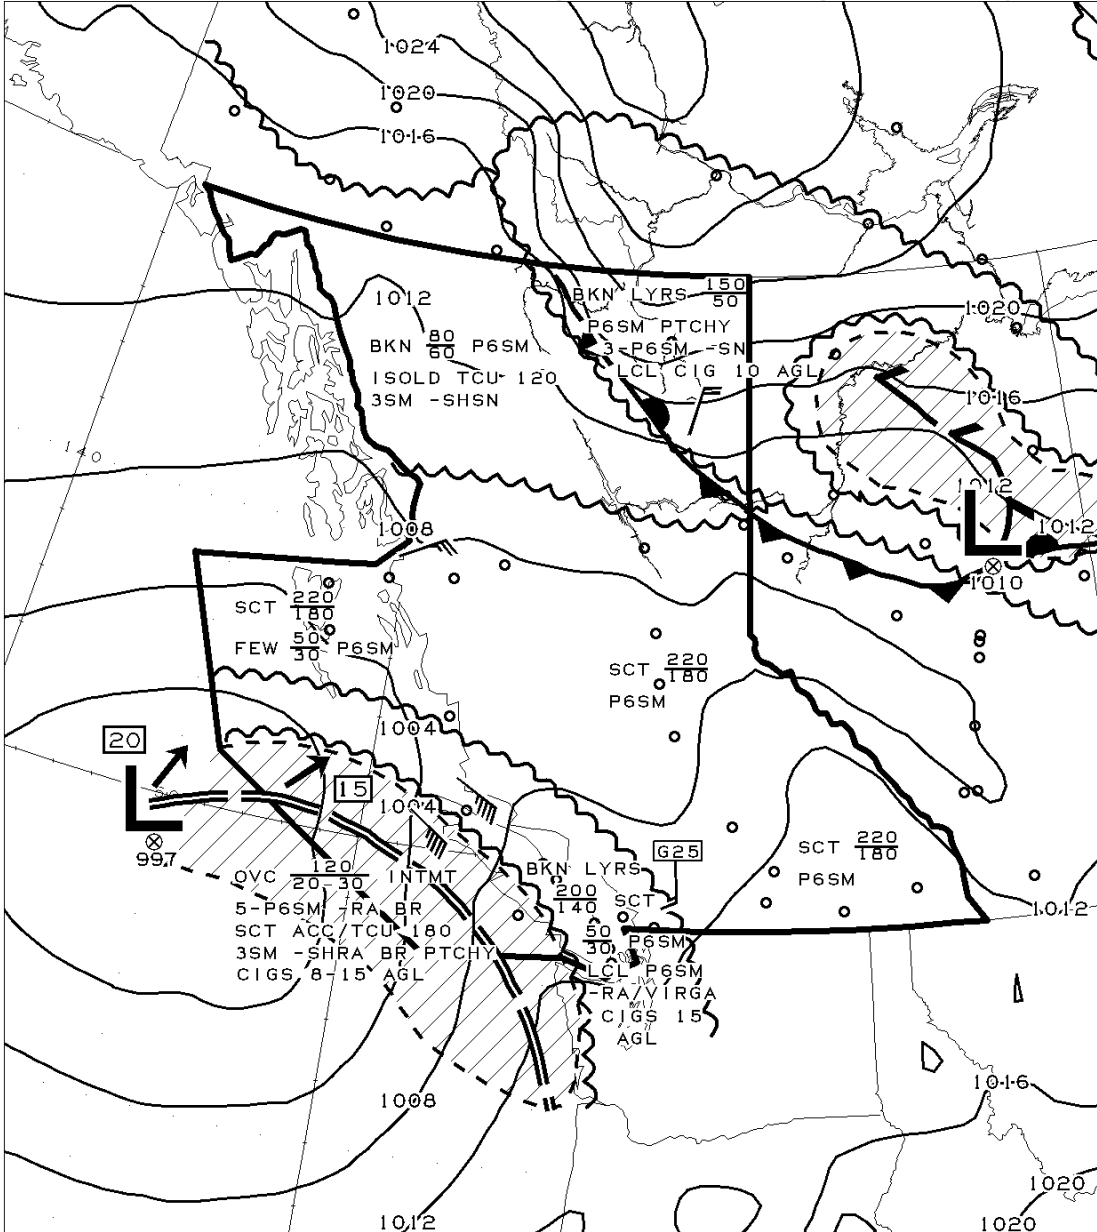 1024
1020
1016
1012
BKN 80/60 P6SM
ISOLD TCU 120
3SM -SHSN
BKN LYRS 150/50
P6SM PTCHY
3-P6SM -SN
LCL CIG 10 AGL
1020
1016
140
1008
1012
1012
1010
SCT 220/180
FEW 50/30 P6SM
SCT 220/180
P6SM
20
1004
15
1004
997
G25
SCT 220/180
P6SM
OVC 120/20-30 INTMT
5-P6SM -RA BR
SCT ACC/TCU 180
3SM -SHRA BR PTCHY
CIGS 8-15 AGL
BKN LYRS
200/140 SCT
50/30 P6SM
LCL P6SM
-RA/VIRGA
CIGS 15
AGL
1012
1008
1016
1012
1020
1020